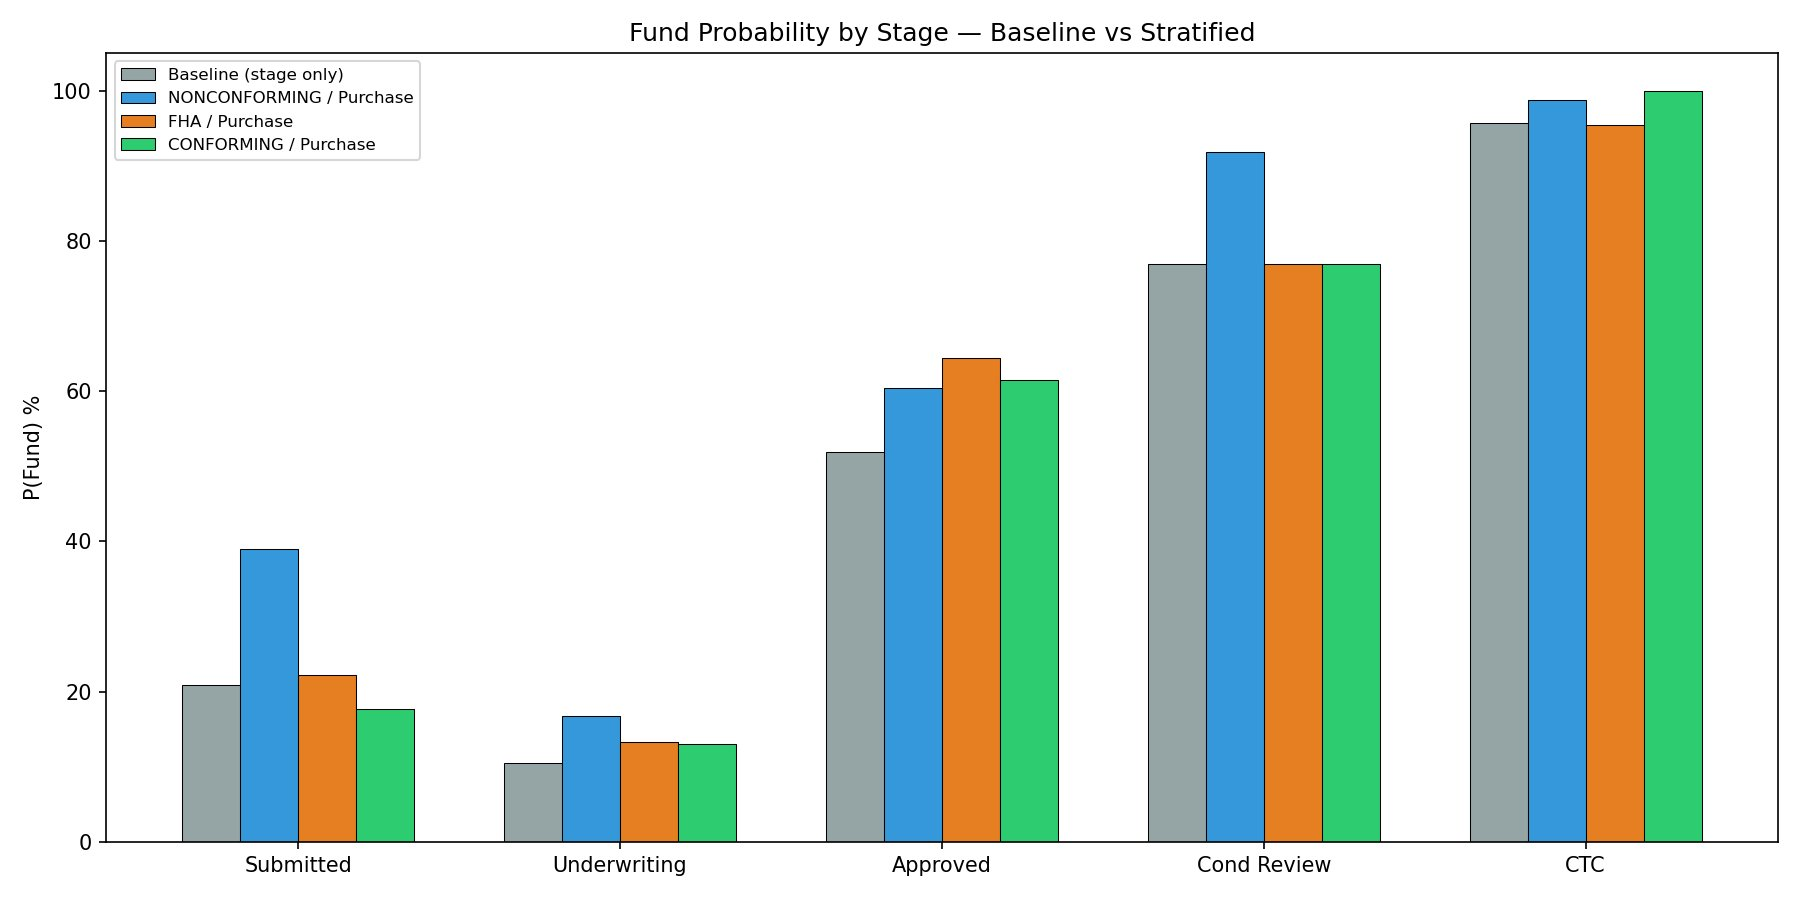 Fund Probability by Stage — Baseline vs Stratified
Baseline (stage only)
NONCONFORMING / Purchase
FHA / Purchase
CONFORMING / Purchase
P(Fund) %
100
80
60
40
20
0
Submitted
Underwriting
Approved
Cond Review
CTC